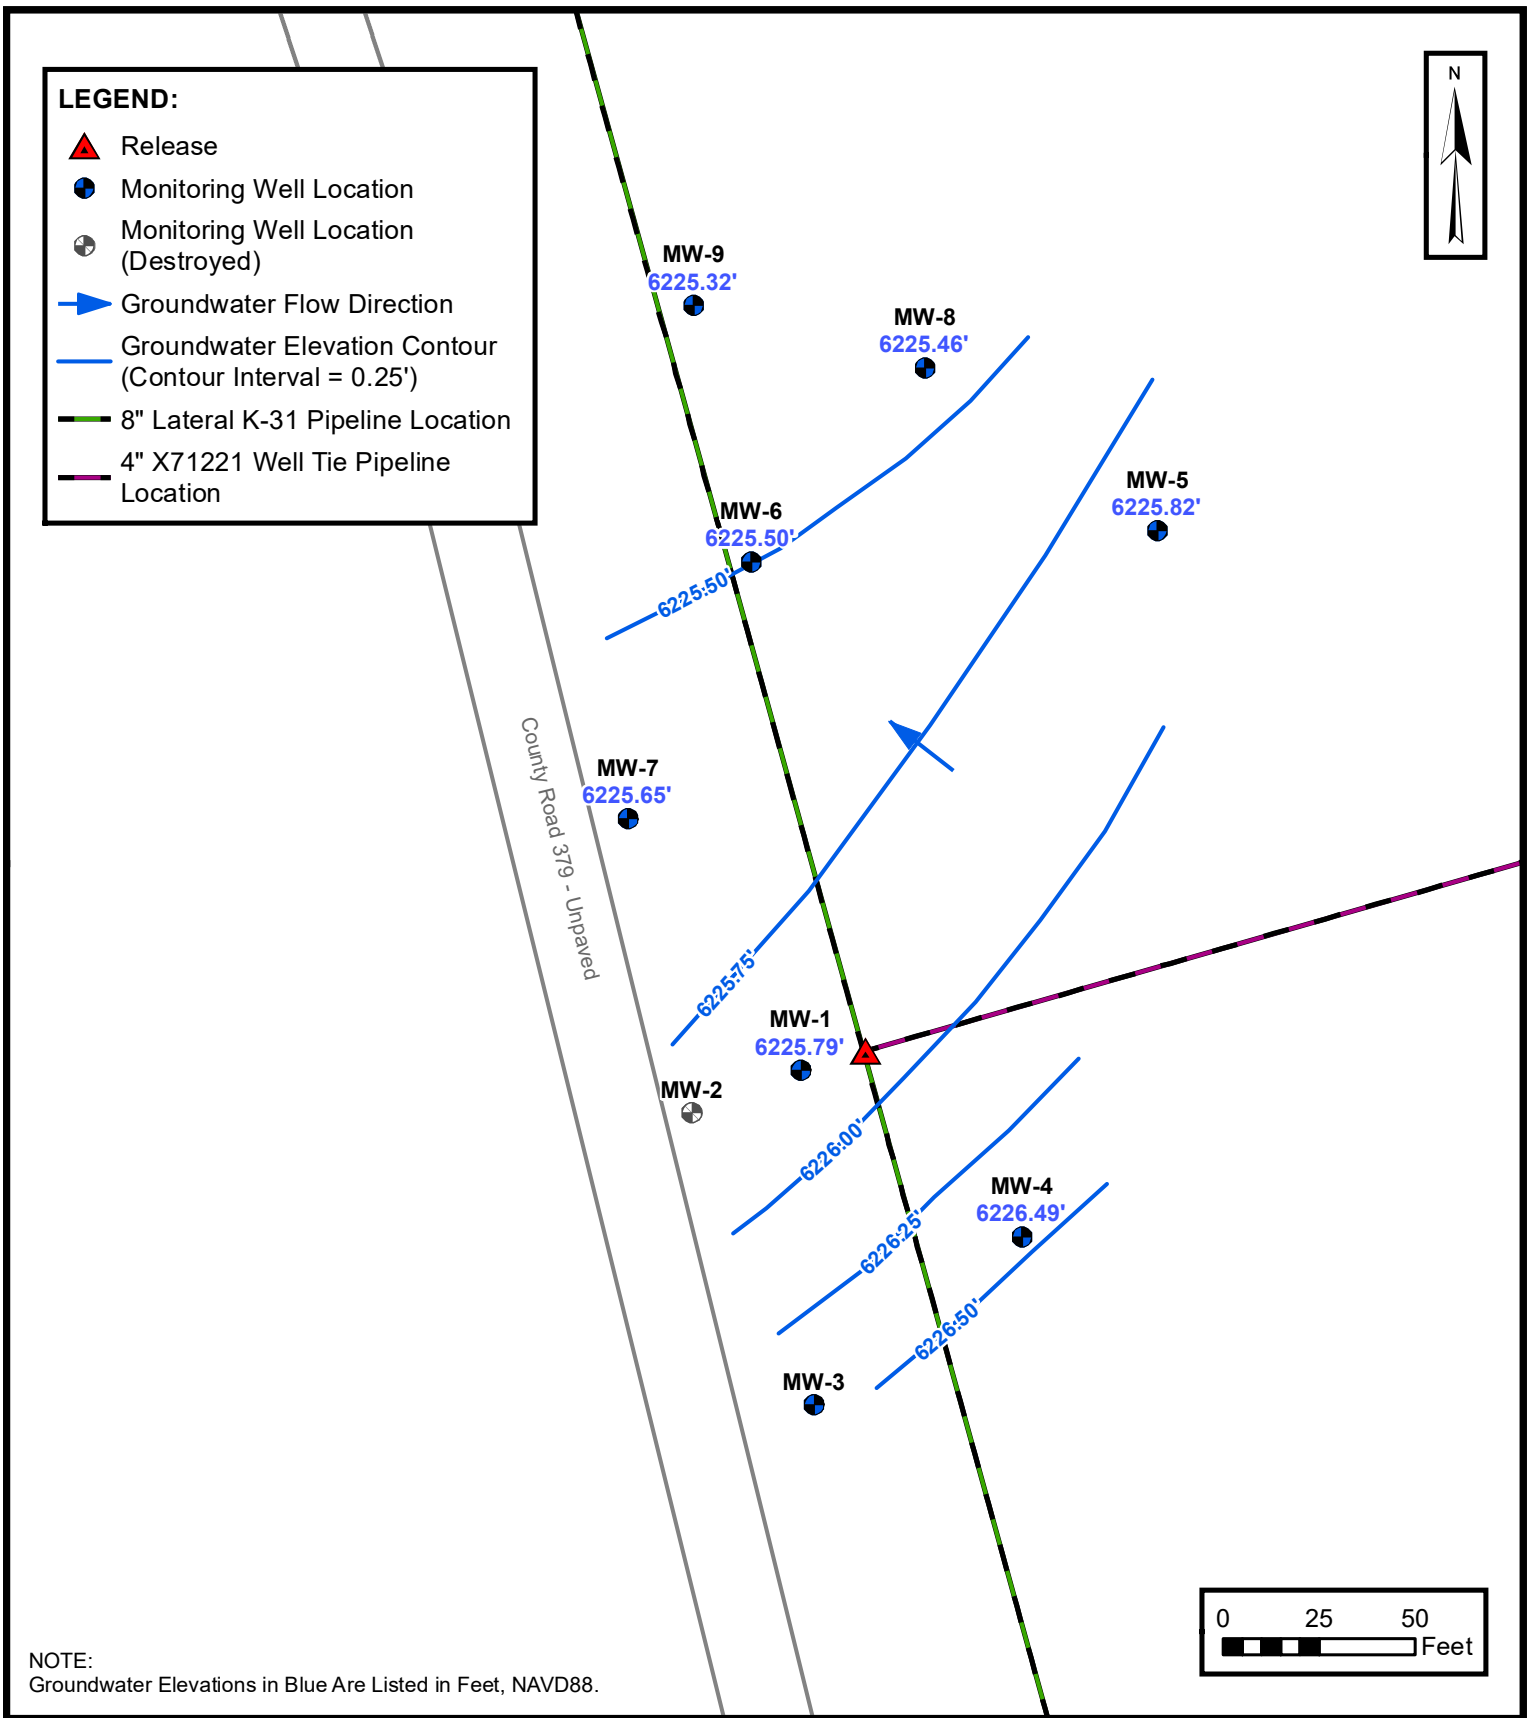 N
LEGEND:
Release
Monitoring Well Location
Monitoring Well Location
(Destroyed)
Groundwater Flow Direction
Groundwater Elevation Contour
(Contour Interval = 0.25')
8" Lateral K-31 Pipeline Location
4" X71221 Well Tie Pipeline
Location
MW-9
6225.32'
MW-8
6225.46'
MW-5
6225.82'
MW-6
6225.50'
6225.50'
MW-7
6225.65'
County Road 379 - Unpaved
6225.75'
MW-1
6225.79'
MW-2
6226.00'
MW-4
6226.49'
6226.25'
6226.50'
MW-3
0 25 50
Feet
NOTE:
Groundwater Elevations in Blue Are Listed in Feet, NAVD88.